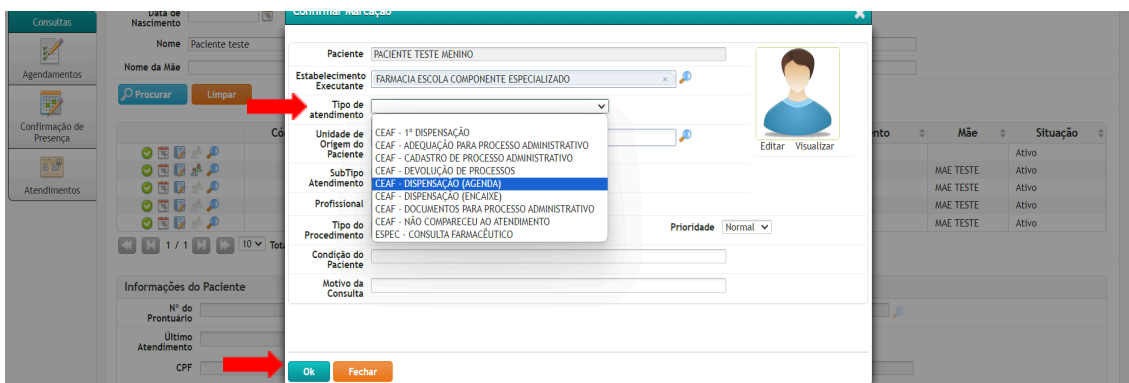 Consultas
Agendamentos
Confirmação de
Presença
Atendimentos
Data de
Nascimento
Nome Paciente teste
Nome da Mãe
Procurar Limpar
Mãe Situação
Ativo
MAE TESTE Ativo
MAE TESTE Ativo
MAE TESTE Ativo
MAE TESTE Ativo
1 / 1 10
Informações do Paciente
Nº do
Prontuário
Último
Atendimento
CPF
Confirmar Marcação
Paciente PACIENTE TESTE MENINO
Estabelecimento
Executante FARMACIA ESCOLA COMPONENTE ESPECIALIZADO ×
Tipo de
atendimento
CEAF - 1ª DISPENSAÇÃO
CEAF - ADEQUAÇÃO PARA PROCESSO ADMINISTRATIVO
CEAF - CADASTRO DE PROCESSO ADMINISTRATIVO
CEAF - DEVOLUÇÃO DE PROCESSOS
CEAF - DISPENSAÇÃO (AGENDA)
CEAF - DISPENSAÇÃO (ENCAIXE)
CEAF - DOCUMENTOS PARA PROCESSO ADMINISTRATIVO
CEAF - NÃO COMPARECEU AO ATENDIMENTO
ESPEC - CONSULTA FARMACÊUTICO
Unidade de
Origem do
Paciente
SubTipo
Atendimento
Profissional
Tipo do
Procedimento
Prioridade Normal
Condição do
Paciente
Motivo da
Consulta
Editar Visualizar
Ok Fechar